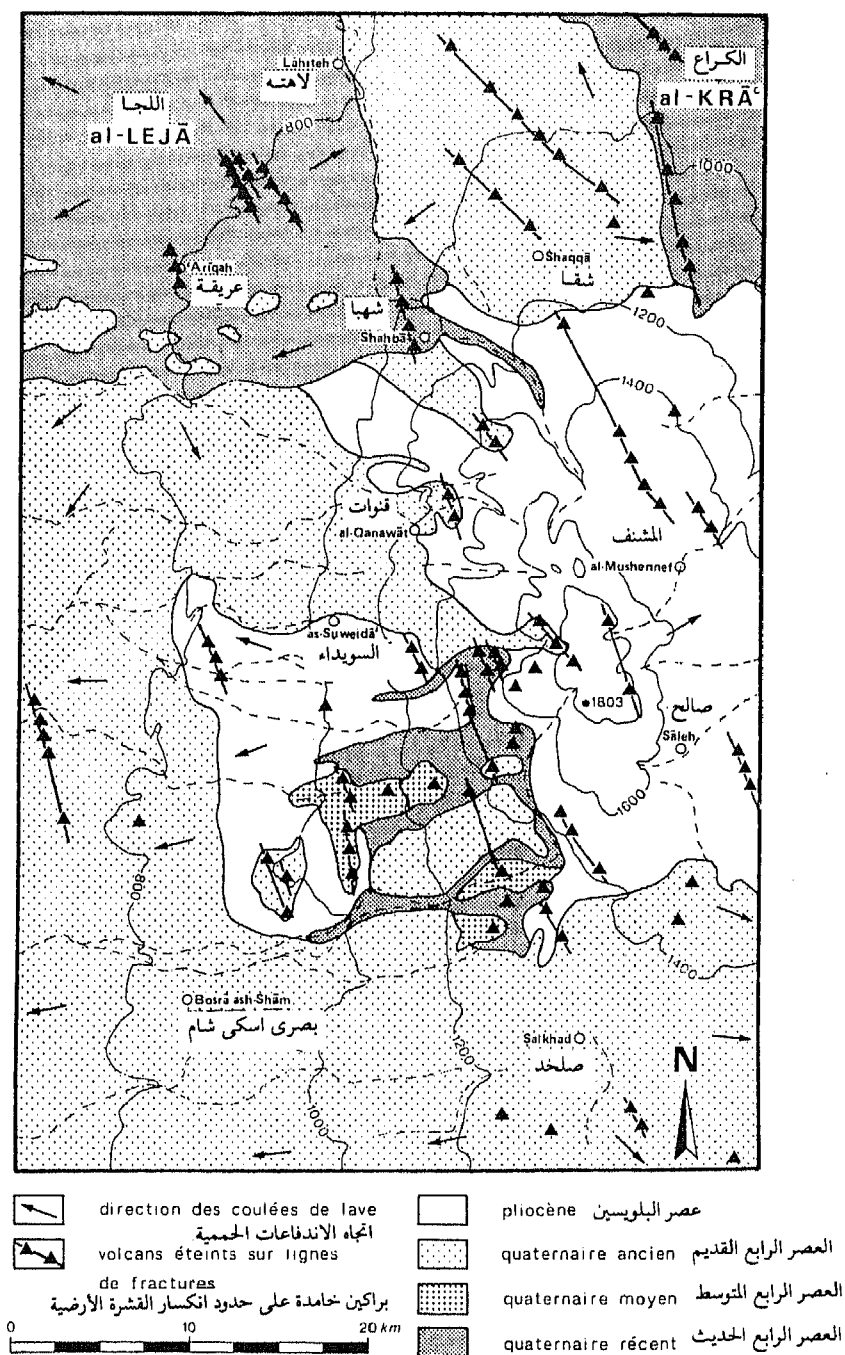 Lāhiteh
لاهته
الكراع
al-KRĀᶜ
اللجا
al-LEJĀ
800
1000
Shaqqā
شقا
ᶜArīqah
عريقة
شهبا
Shahbā
1200
1400
قنوات
al-Qanawāt
المشنف
al-Mushennef
as-Suweidāʾ
السويداء
1803
صالح
Sāleh
1600
800
1400
Bosrā ash-Shām
بصرى اسكي شام
Salkhad
صلخد
1200
1000
N
direction des coulées de lave
اتجاه الاندفاعات الحممية
volcans éteints sur lignes
de fractures
براكين خامدة على حدود انكسار القشرة الأرضية
0 10 20 km
pliocène عصر البلويسين
quaternaire ancien العصر الرابع القديم
quaternaire moyen العصر الرابع المتوسط
quaternaire récent العصر الرابع الحديث